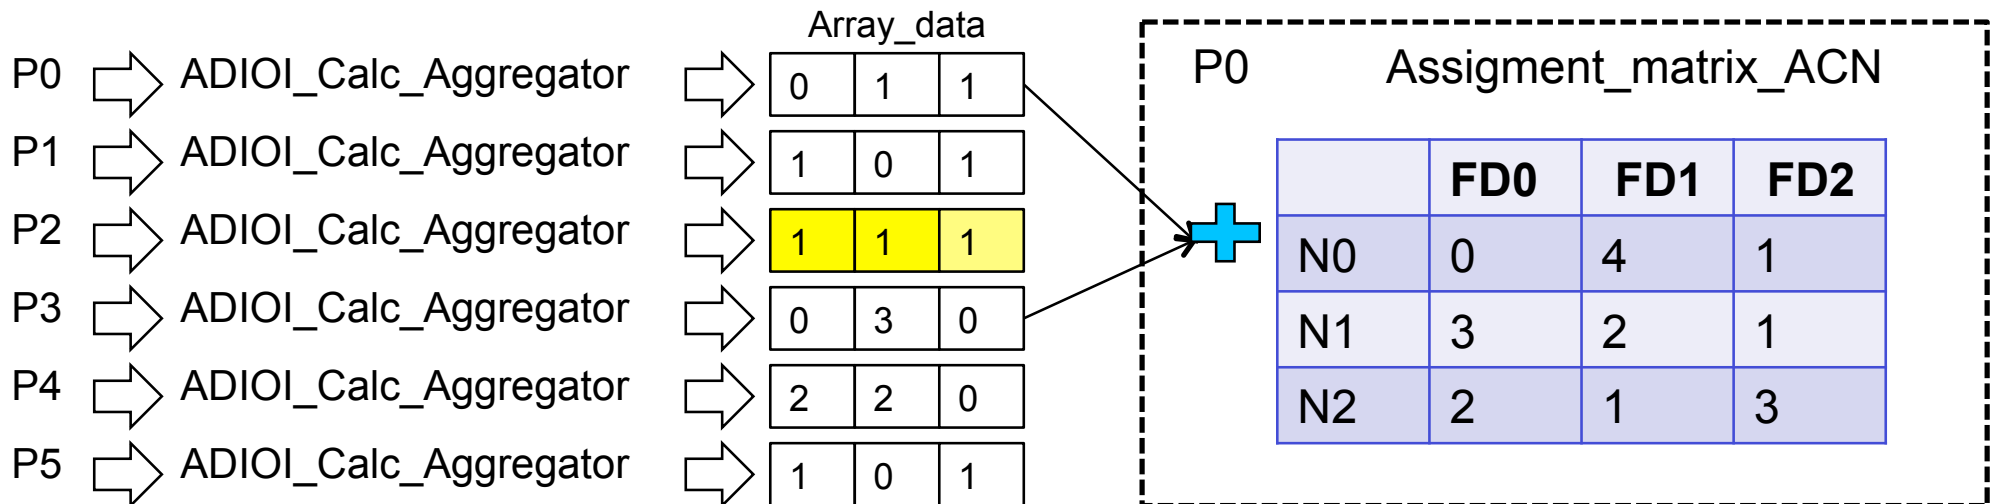 Array_data
P0 ADIOI_Calc_Aggregator 0 1 1
P1 ADIOI_Calc_Aggregator 1 0 1
P2 ADIOI_Calc_Aggregator 1 1 1
P3 ADIOI_Calc_Aggregator 0 3 0
P4 ADIOI_Calc_Aggregator 2 2 0
P5 ADIOI_Calc_Aggregator 1 0 1
P0 Assigment_matrix_ACN
FD0 FD1 FD2
N0 0 4 1
N1 3 2 1
N2 2 1 3